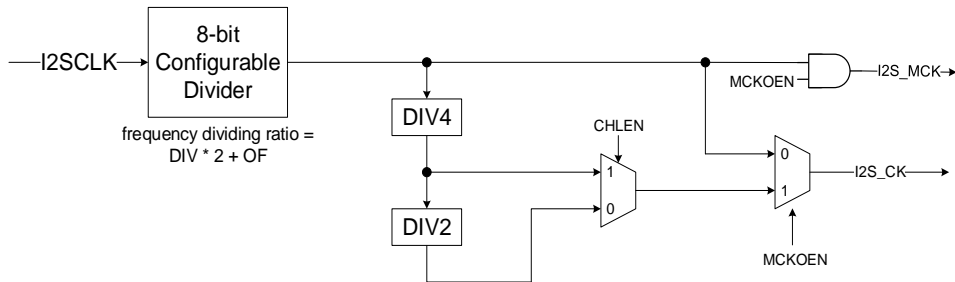 I2SCLK
8-bit
Configurable
Divider
frequency dividing ratio =
DIV * 2 + OF
DIV4
DIV2
CHLEN
1
0
MCKOEN
I2S_MCK
0
1
I2S_CK
MCKOEN